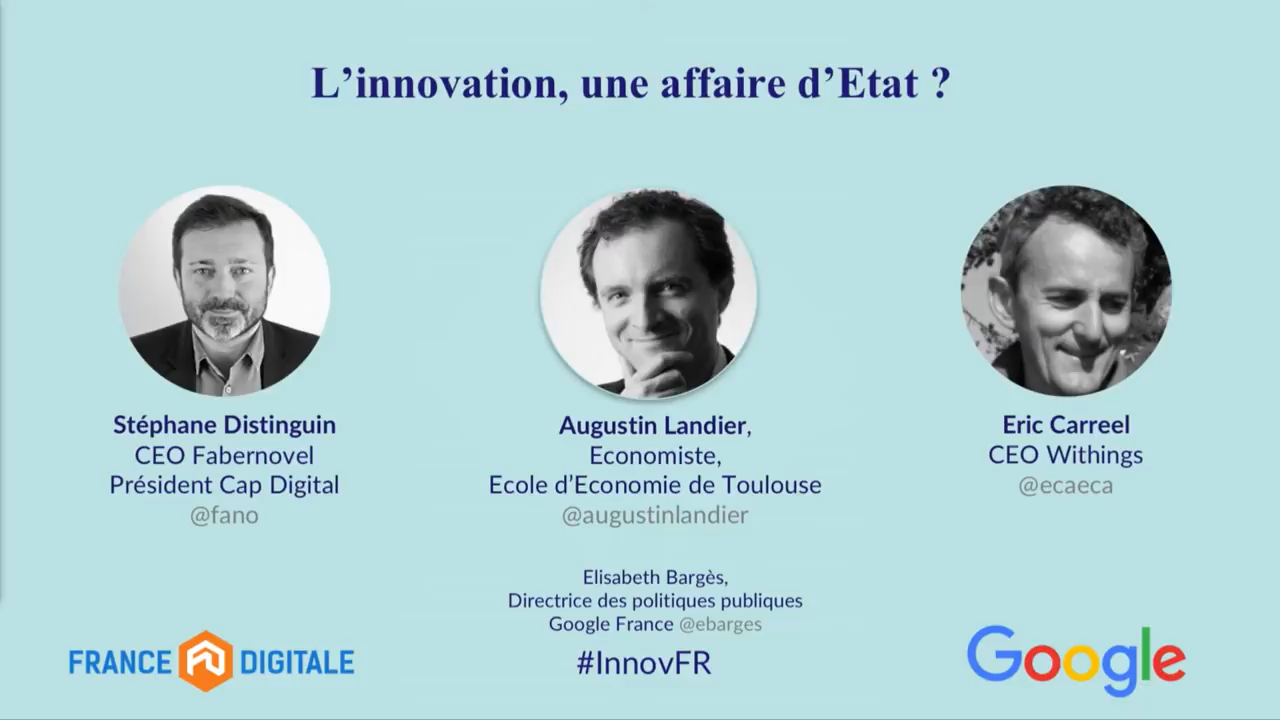 L’innovation, une affaire d’Etat ?
Stéphane Distinguin
CEO Fabernovel
Président Cap Digital
@fano
Augustin Landier,
Economiste,
Ecole d’Economie de Toulouse
@augustinlandier
Eric Carreel
CEO Withings
@ecaeca
Elisabeth Bargès,
Directrice des politiques publiques
Google France @ebarges
#InnovFR
FRANCE DIGITALE
Google